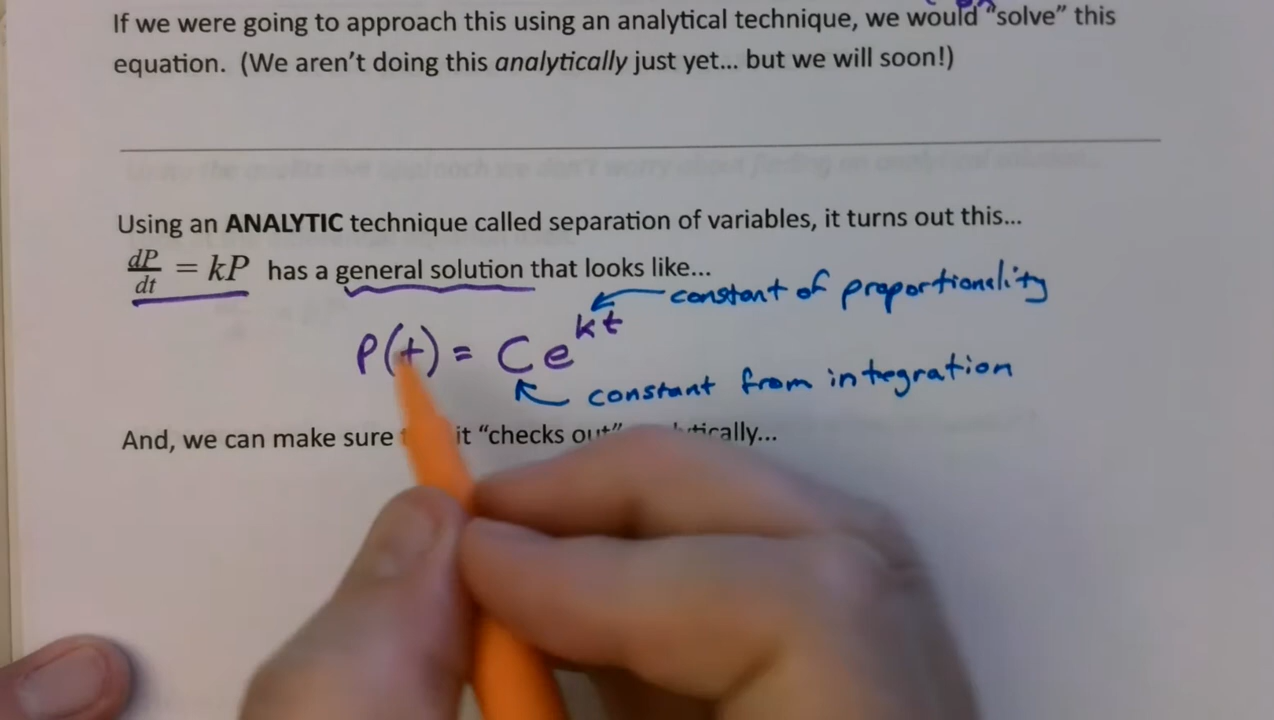 If we were going to approach this using an analytical technique, we would “solve” this
equation. (We aren’t doing this analytically just yet... but we will soon!)
Using an ANALYTIC technique called separation of variables, it turns out this...
dP/dt = kP has a general solution that looks like...
constant of proportionality
P(t) = Ce^kt
constant from integration
And, we can make sure it “checks out”